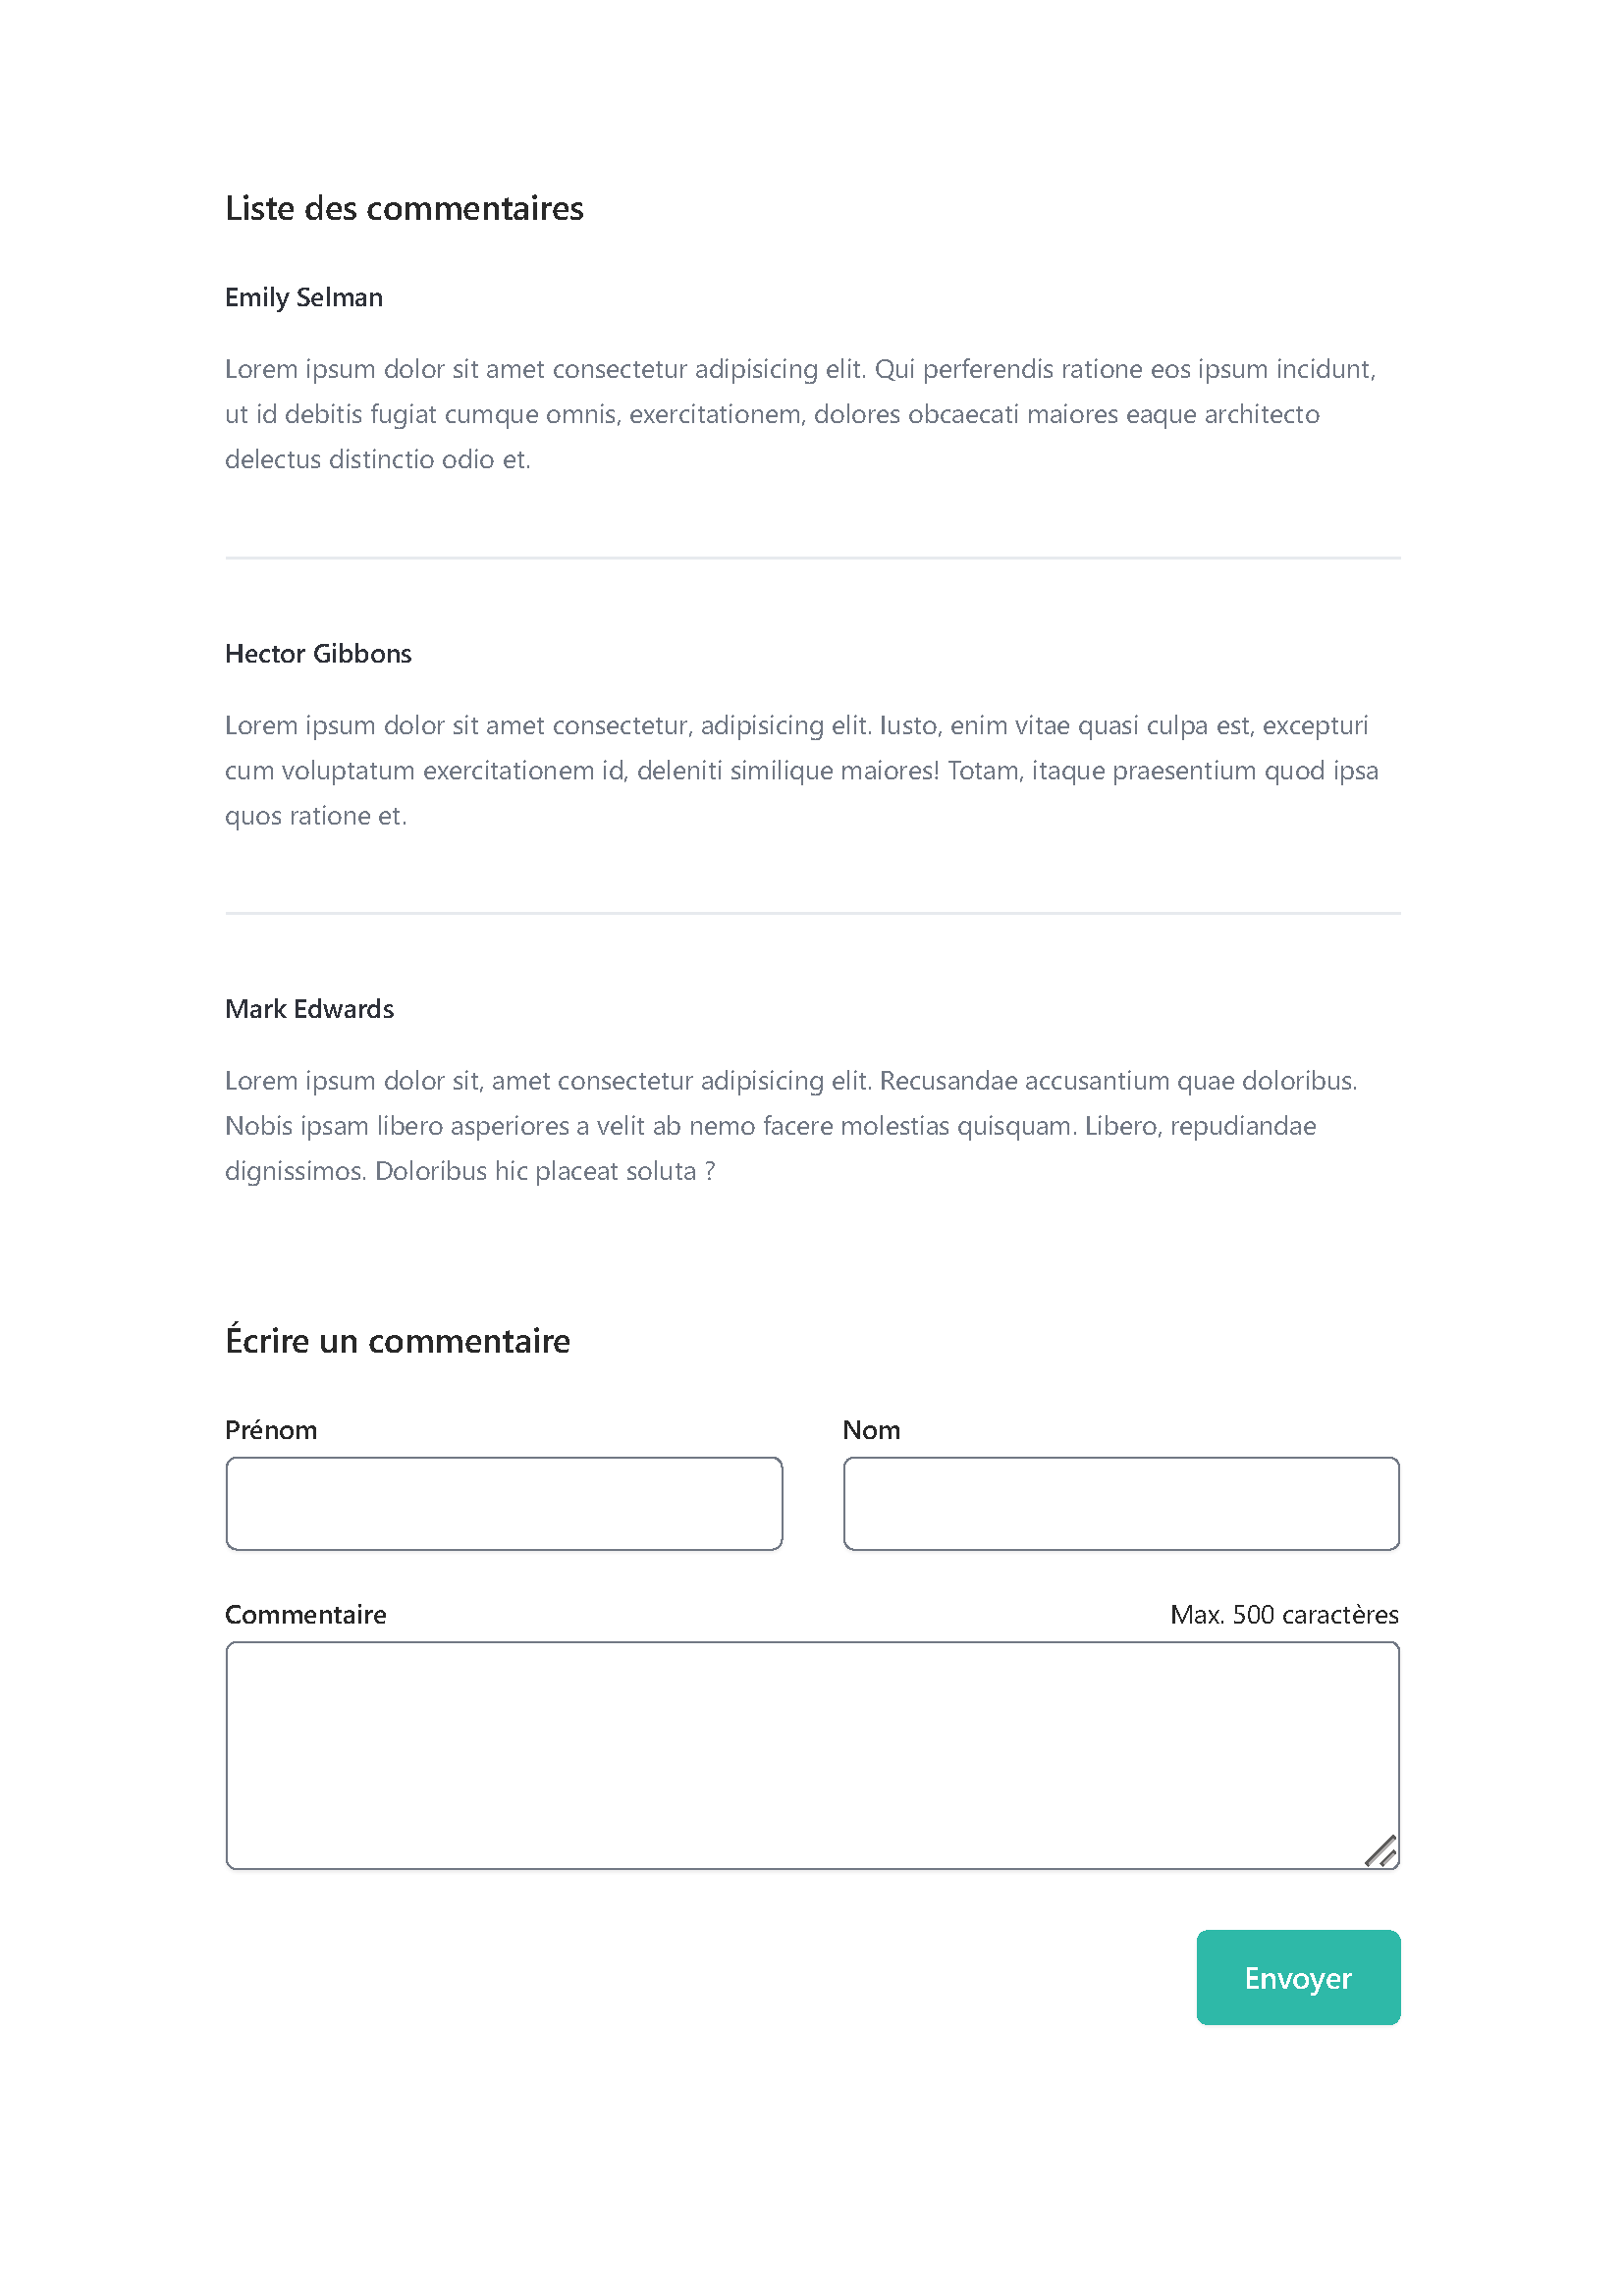 Liste des commentaires
Emily Selman
Lorem ipsum dolor sit amet consectetur adipisicing elit. Qui perferendis ratione eos ipsum incidunt,
ut id debitis fugiat cumque omnis, exercitationem, dolores obcaecati maiores eaque architecto
delectus distinctio odio et.
Hector Gibbons
Lorem ipsum dolor sit amet consectetur, adipisicing elit. Iusto, enim vitae quasi culpa est, excepturi
cum voluptatum exercitationem id, deleniti similique maiores! Totam, itaque praesentium quod ipsa
quos ratione et.
Mark Edwards
Lorem ipsum dolor sit, amet consectetur adipisicing elit. Recusandae accusantium quae doloribus.
Nobis ipsam libero asperiores a velit ab nemo facere molestias quisquam. Libero, repudiandae
dignissimos. Doloribus hic placeat soluta ?
Écrire un commentaire
Prénom Nom
Commentaire Max. 500 caractères
Envoyer